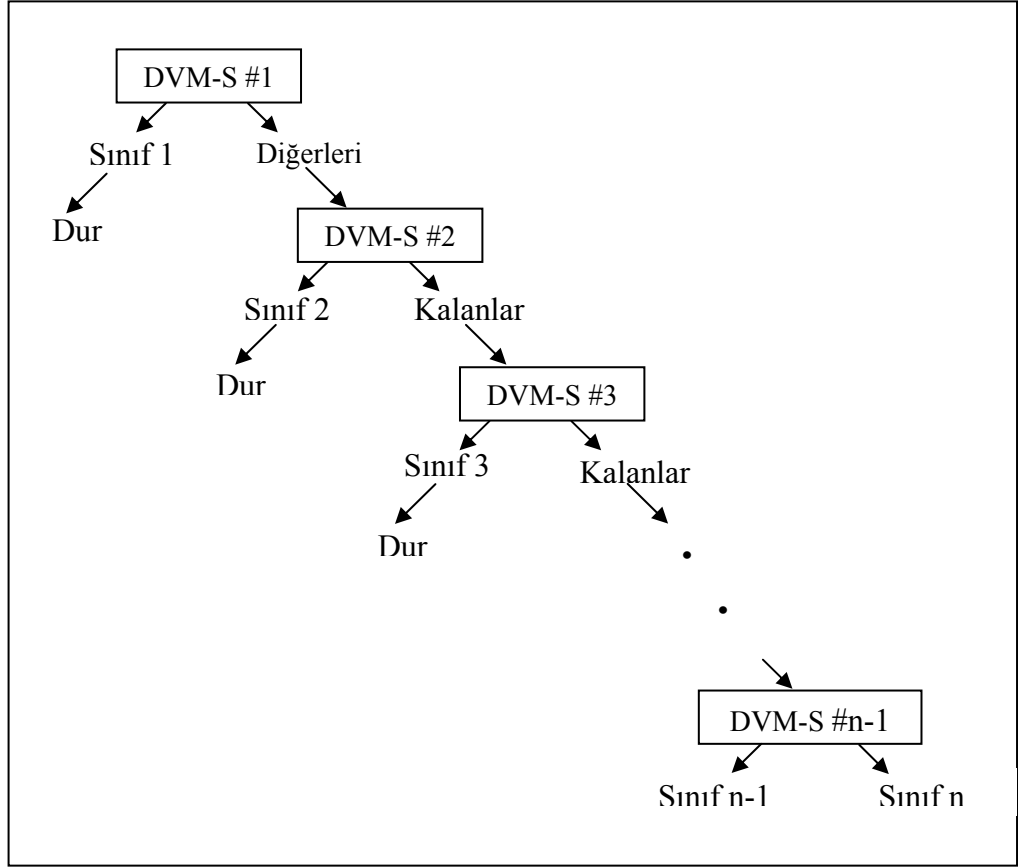 DVM-S #1
Sınıf 1
Diğerleri
Dur
DVM-S #2
Sınıf 2
Kalanlar
Dur
DVM-S #3
Sınıf 3
Kalanlar
Dur
DVM-S #n-1
Sınıf n-1
Sınıf n